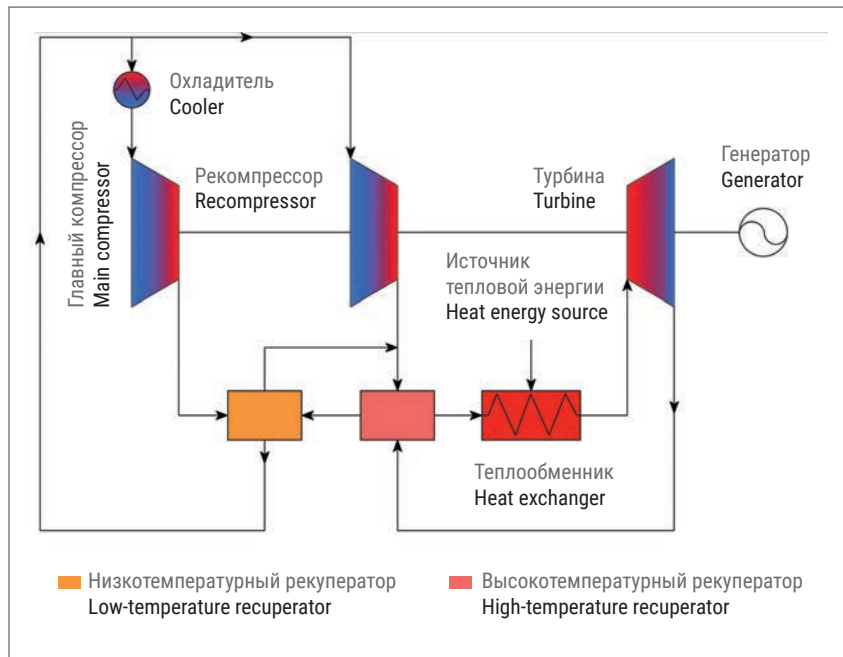 Охладитель
Cooler
Главный компрессор
Main compressor
Рекомпрессор
Recompressor
Турбина
Turbine
Генератор
Generator
Источник
тепловой энергии
Heat energy source
Теплообменник
Heat exchanger
Низкотемпературный рекуператор
Low-temperature recuperator
Высокотемпературный рекуператор
High-temperature recuperator